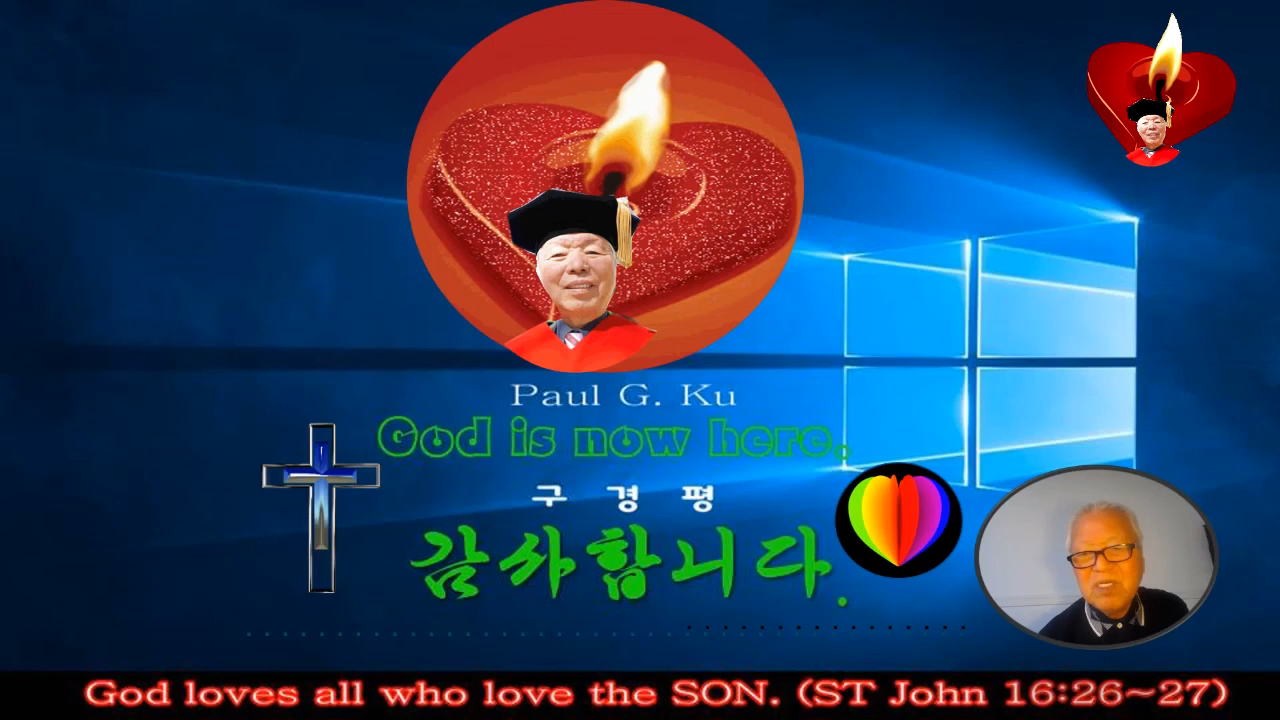 Paul G. Ku
God is now here.
구 경 평
감사합니다.
God loves all who love the SON. (ST John 16:26~27)